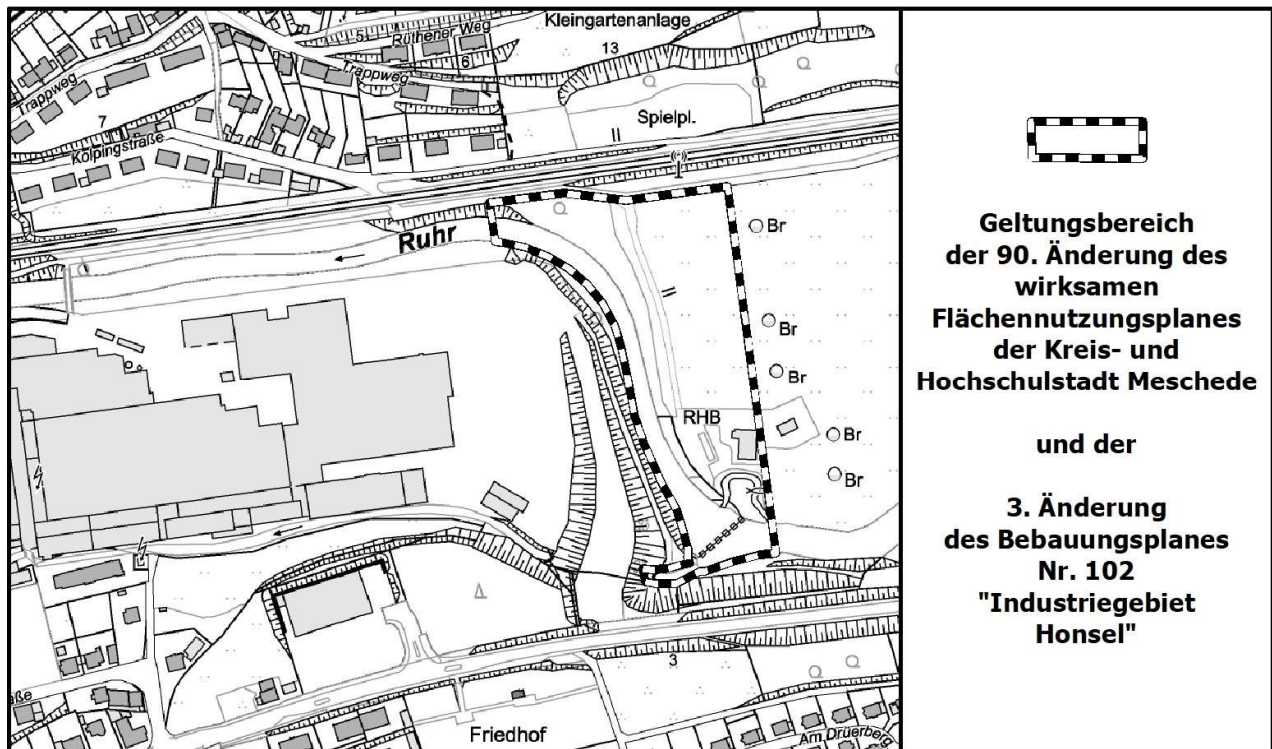 Kleingartenanlage
5
Rüthener Weg
13
Trappweg
6
Trappweg
7
Spielpl.
Kolpingstraße
Ruhr
Br
Br
Br
RHB
Br
Br
3
aße
Friedhof
Am Drüerberg
Geltungsbereich
der 90. Änderung des
wirksamen
Flächennutzungsplanes
der Kreis- und
Hochschulstadt Meschede
und der
3. Änderung
des Bebauungsplanes
Nr. 102
"Industriegebiet
Honsel"